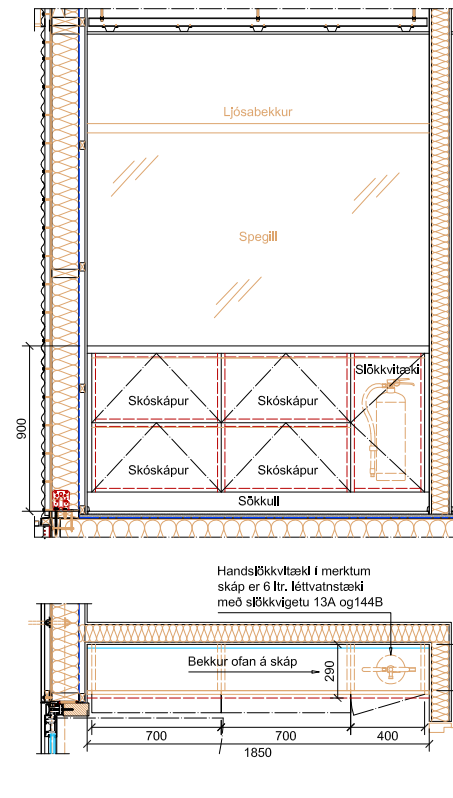 Ljósabekkur
Spegill
Slökkvitæki
Skóskápur
Skóskápur
Skóskápur
Skóskápur
Sökkull
900
Handslökkvitæki í merktum
skáp er 6 ltr. léttvatnstæki
með slökkvigetu 13A og144B
Bekkur ofan á skáp
290
700
700
400
1850